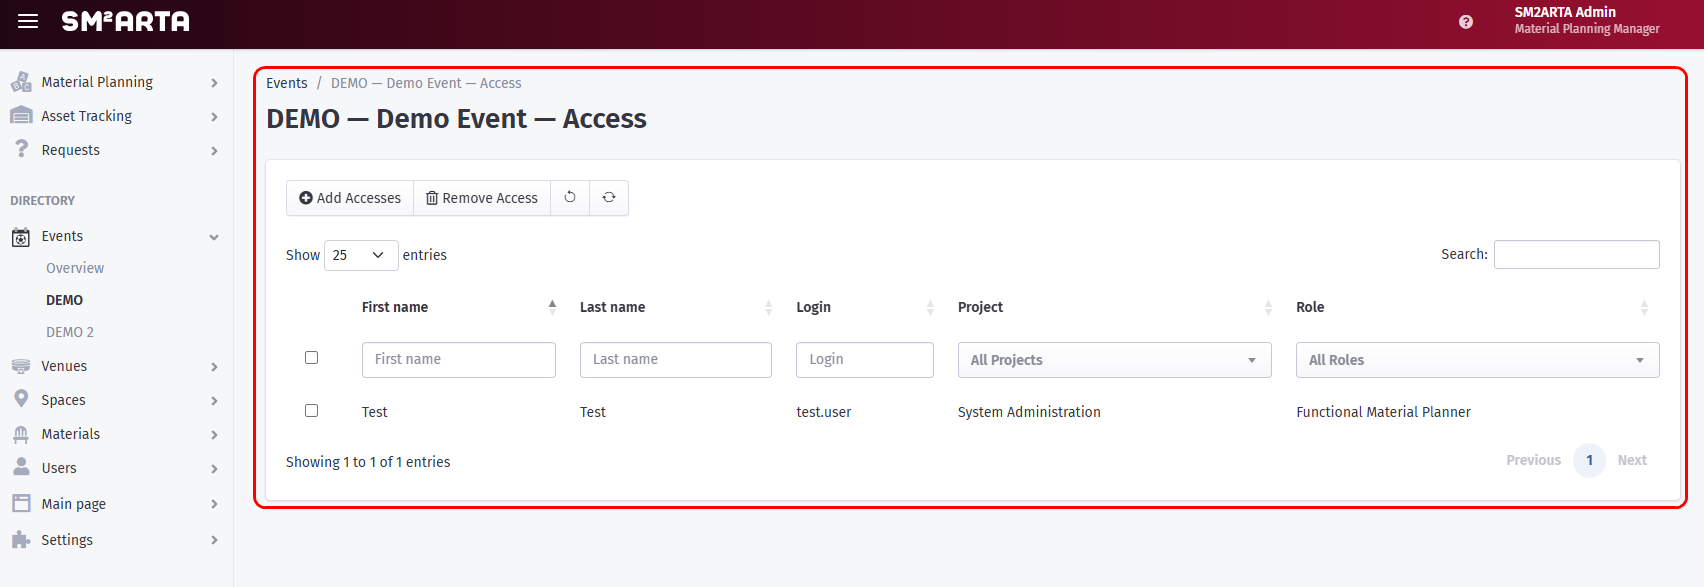 SM²ARTA
SM2ARTA Admin
Material Planning Manager
Material Planning
Asset Tracking
Requests
DIRECTORY
Events
Overview
DEMO
DEMO 2
Venues
Spaces
Materials
Users
Main page
Settings
Events / DEMO — Demo Event — Access
DEMO — Demo Event — Access
Add Accesses Remove Access
Show 25 entries Search:
First name Last name Login Project Role
First name Last name Login All Projects All Roles
Test Test test.user System Administration Functional Material Planner
Showing 1 to 1 of 1 entries Previous 1 Next